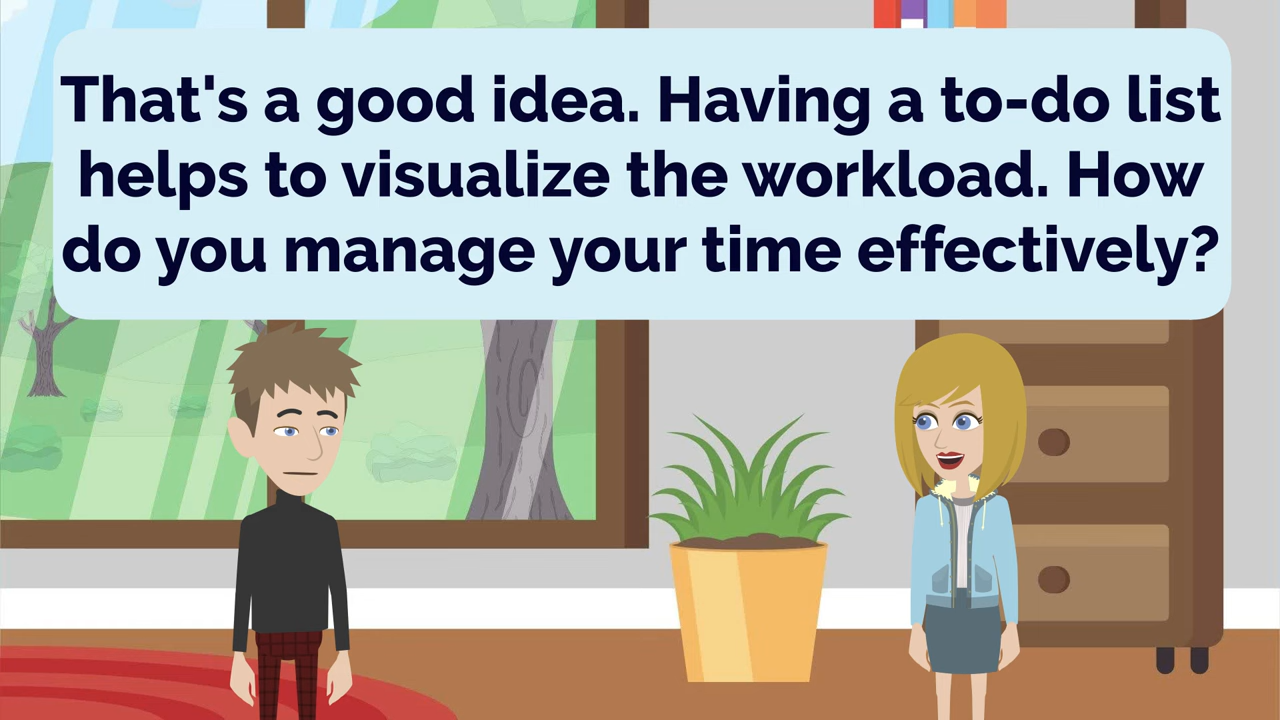 That's a good idea. Having a to-do list
helps to visualize the workload. How
do you manage your time effectively?